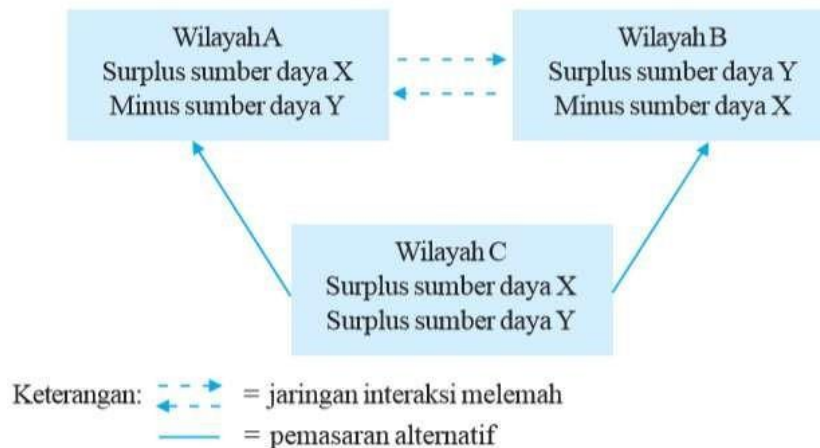 Wilayah A
Surplus sumber daya X
Minus sumber daya Y
Wilayah B
Surplus sumber daya Y
Minus sumber daya X
Wilayah C
Surplus sumber daya X
Surplus sumber daya Y
Keterangan: = jaringan interaksi melemah
= pemasaran alternatif